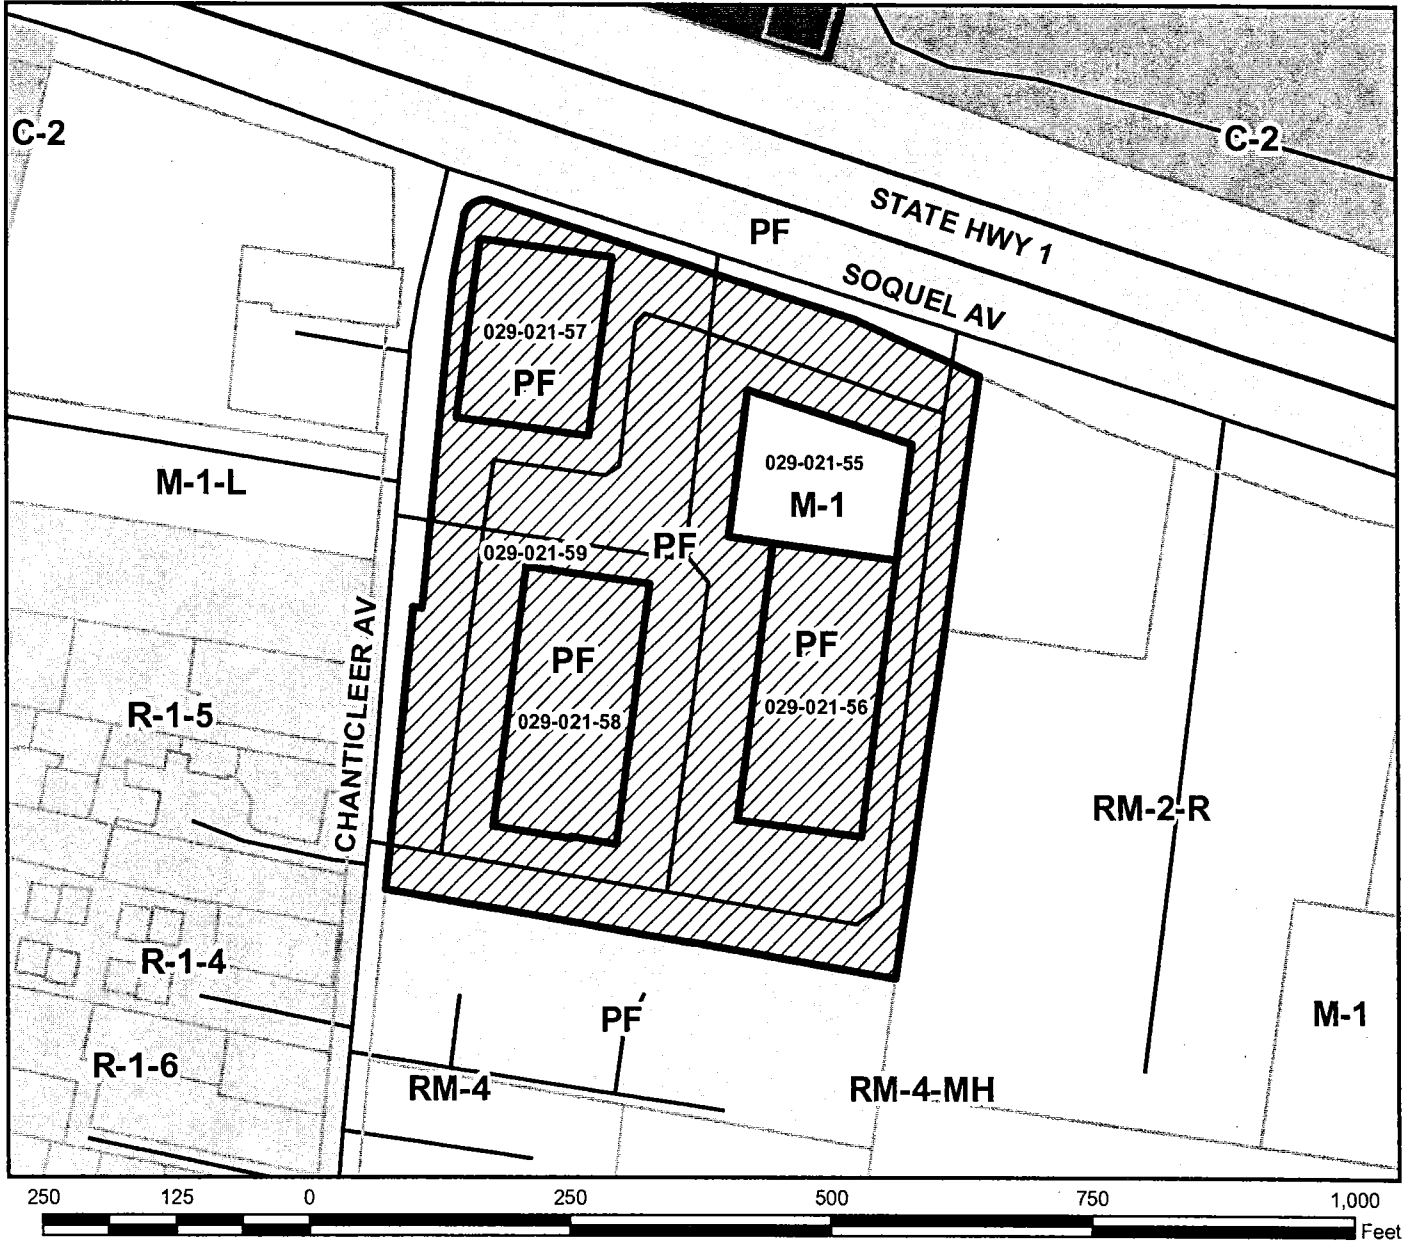 C-2
C-2
STATE HWY 1
PF
SOQUEL AV
029-021-57
PF
029-021-55
M-1
M-1-L
029-021-59
PF
PF
029-021-58
PF
029-021-56
CHANTICLEER AV
R-1-5
RM-2-R
R-1-4
PF
M-1
R-1-6
RM-4
RM-4-MH
250 125 0 250 500 750 1,000
Feet